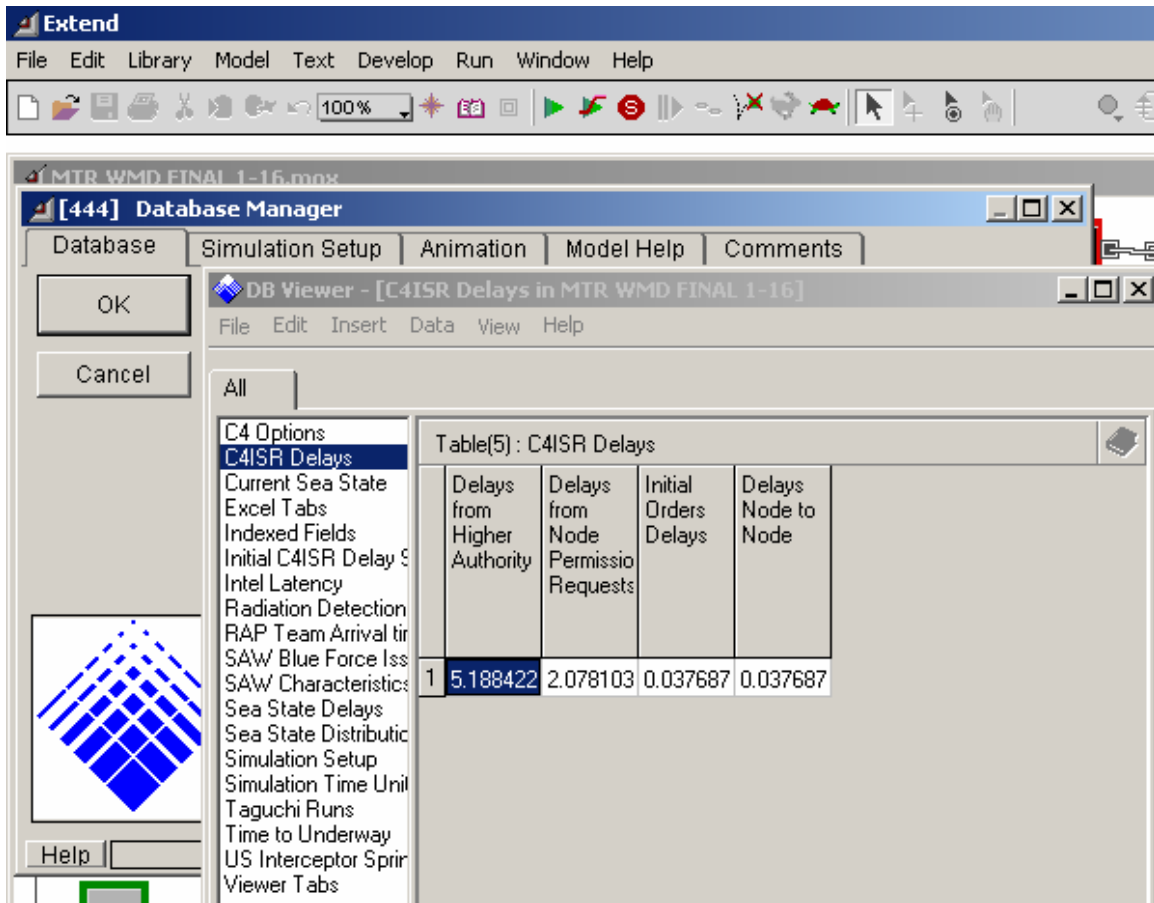 Extend
File Edit Library Model Text Develop Run Window Help
100%
MTR WMD FINAL 1-16.mox
[444] Database Manager
Database Simulation Setup Animation Model Help Comments
OK
Cancel
DB Viewer - [C4ISR Delays in MTR WMD FINAL 1-16]
File Edit Insert Data View Help
All
C4 Options
C4ISR Delays
Current Sea State
Excel Tabs
Indexed Fields
Initial C4ISR Delay S
Intel Latency
Radiation Detection
RAP Team Arrival tir
SAW Blue Force Iss
SAW Characteristics
Sea State Delays
Sea State Distributic
Simulation Setup
Simulation Time Unit
Taguchi Runs
Time to Underway
US Interceptor Sprir
Viewer Tabs
Table(5) : C4ISR Delays
Delays from Higher Authority
Delays from Node Permissio Requests
Initial Orders Delays
Delays Node to Node
1 5.188422 2.078103 0.037687 0.037687
Help